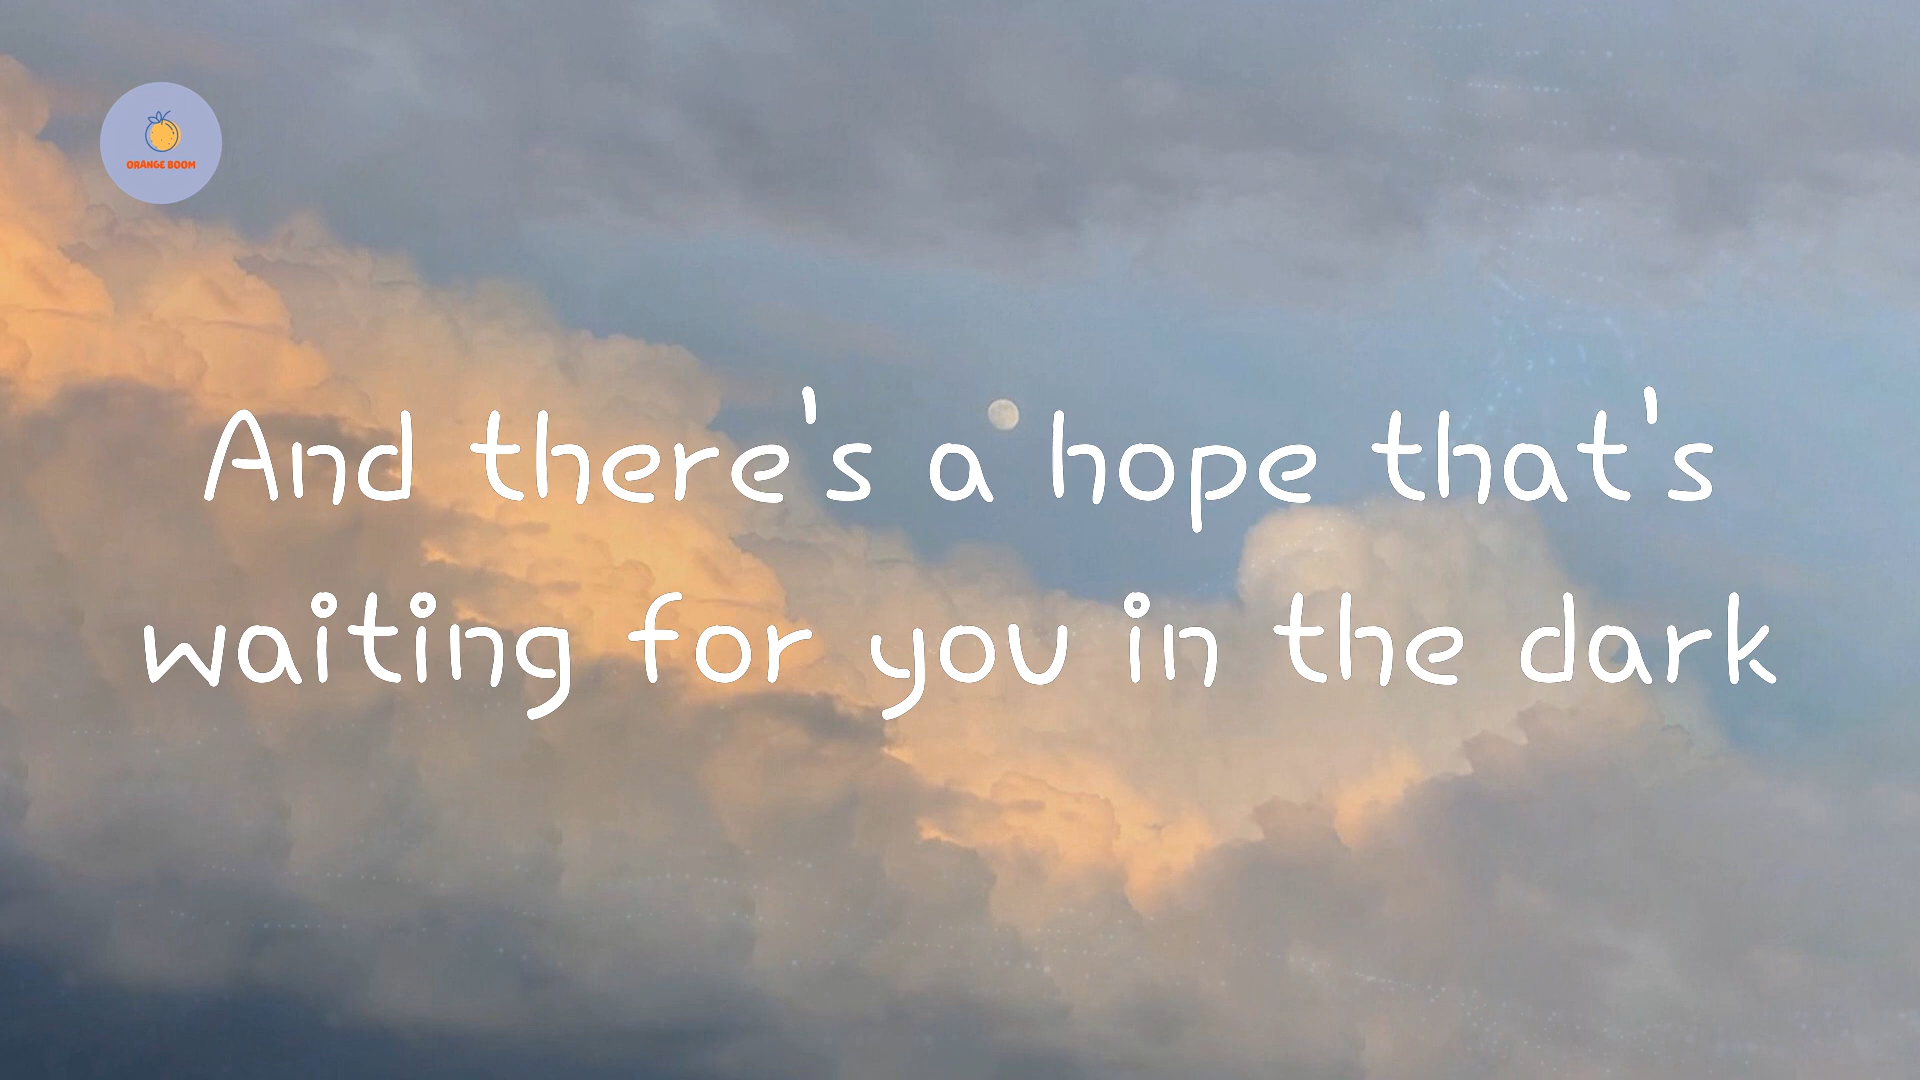 ORANGE BOOM
And there's a hope that's
waiting for you in the dark